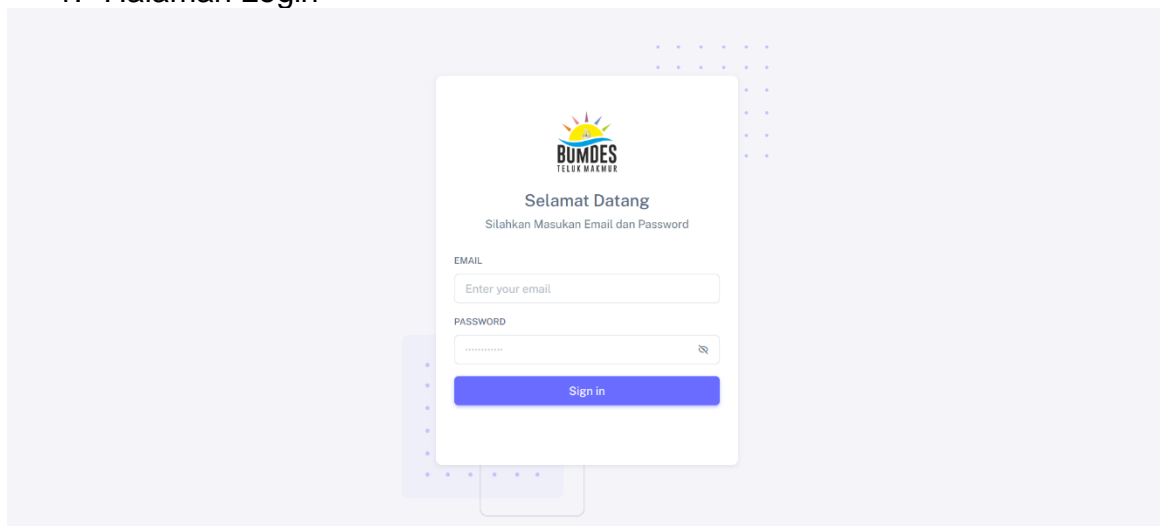 1. Halaman Login
BUMDES
TELUK MAKMUR
Selamat Datang
Silahkan Masukan Email dan Password
EMAIL
Enter your email
PASSWORD
Sign in